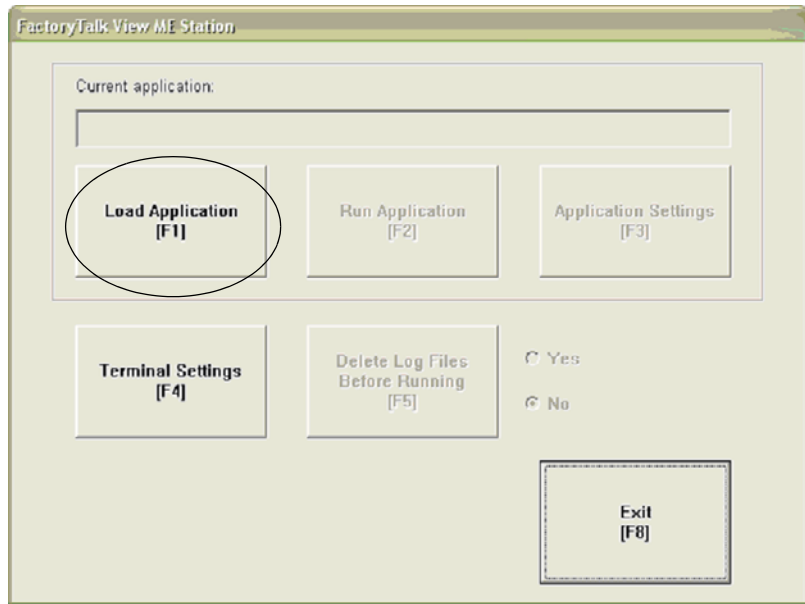 FactoryTalk View ME Station
Current application:
Load Application
[F1]
Run Application
[F2]
Application Settings
[F3]
Terminal Settings
[F4]
Delete Log Files
Before Running
[F5]
Yes
No
Exit
[F8]